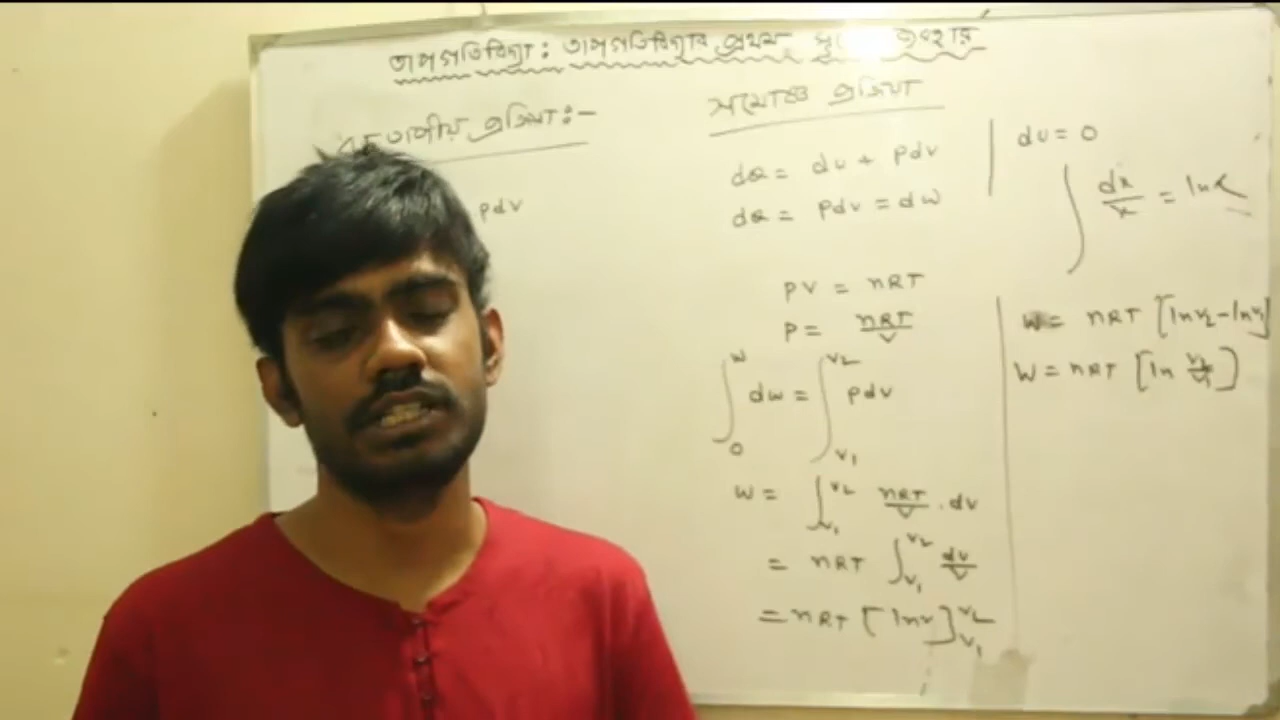 তাপগতিবিদ্যা: তাপগতিবিদ্যার প্রথম
প্রক্রিয়া:-
pdv
সমোষ্ণ প্রক্রিয়া
dQ = du + pdv
dQ = pdv = dw
PV = nRT
P = nRT/V
∫₀ᵂ dw = ∫ᵥ₁ⱽ² pdv
W = ∫ᵥ₁ⱽ² nRT/V · dv
= nRT ∫ᵥ₁ⱽ² dv/V
= nRT [lnv]ᵥ₁ⱽ²
du = 0
∫ dx/x = lnx
W = nRT [lnv₂-lnv₁]
W = nRT [ln v₂/v₁]